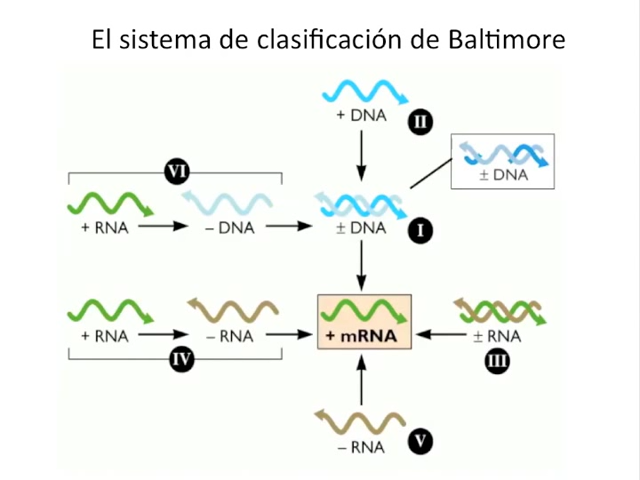 El sistema de clasificación de Baltimore
+ DNA
II
± DNA
VI
+ RNA
– DNA
± DNA
I
+ RNA
– RNA
+ mRNA
± RNA
IV
III
– RNA
V